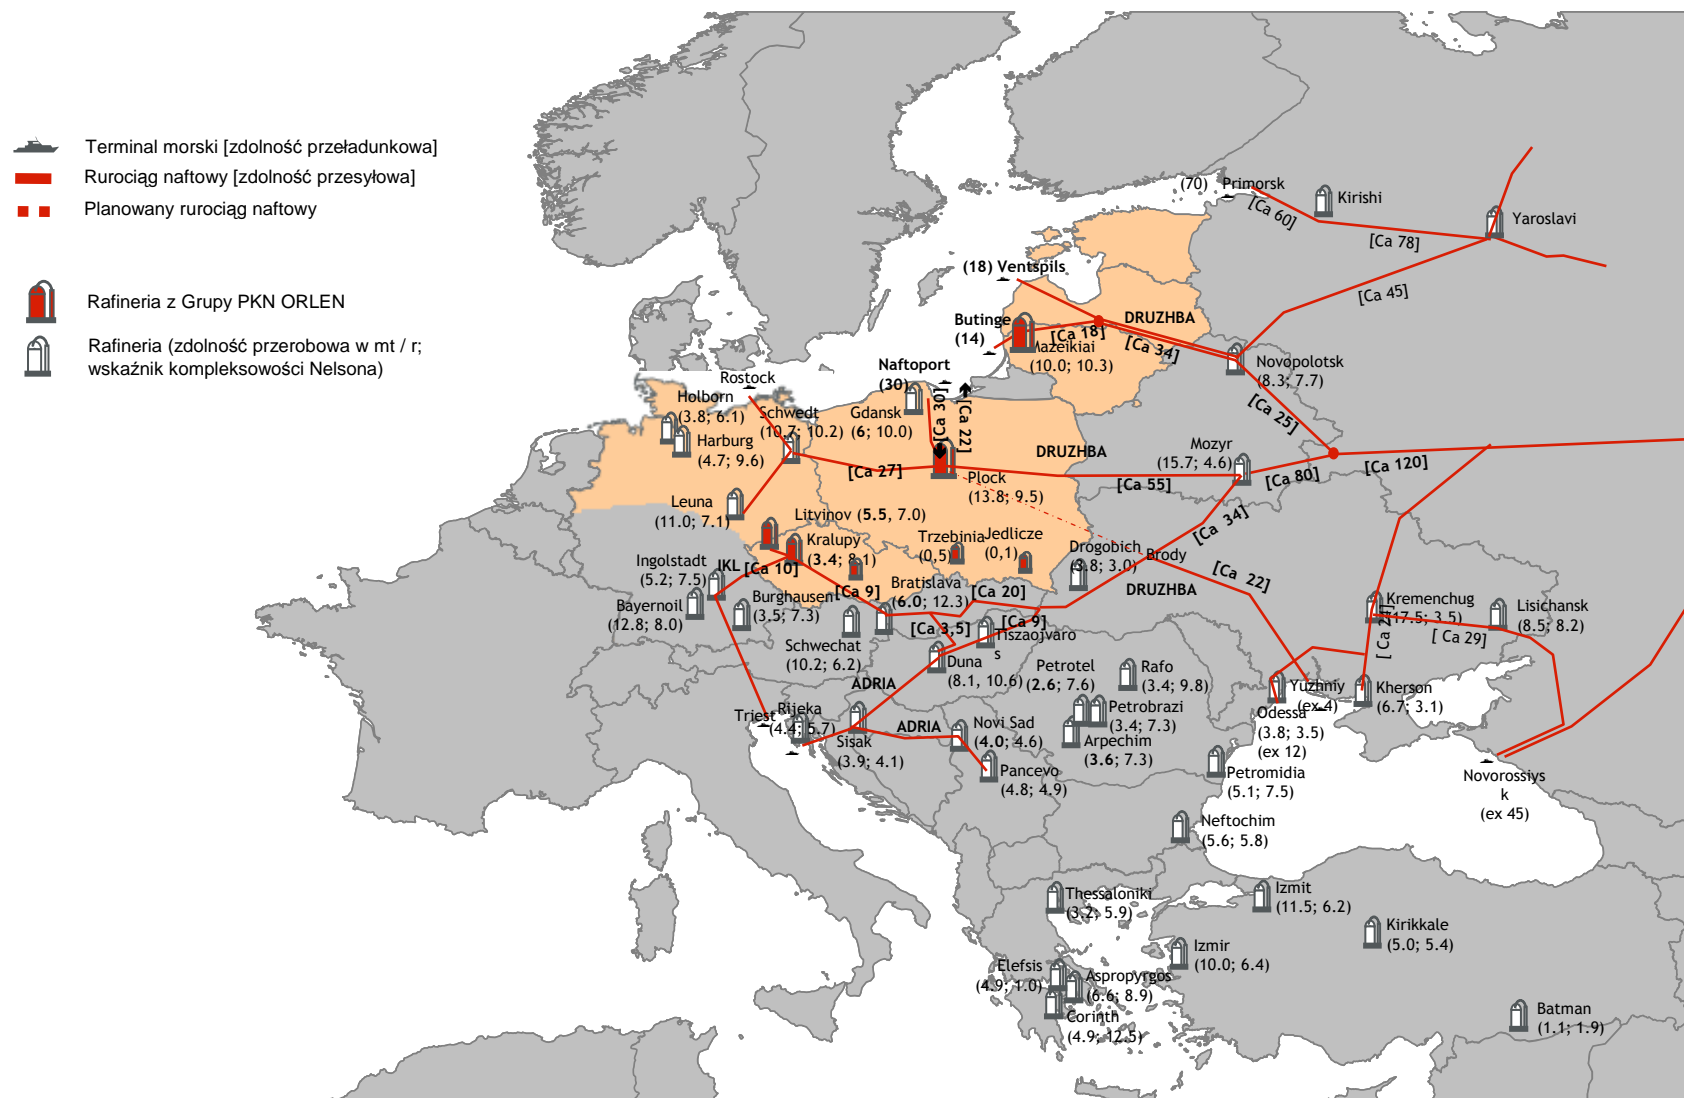 Terminal morski [zdolność przeładunkowa]
Rurociąg naftowy [zdolność przesyłowa]
Planowany rurociąg naftowy
Rafineria z Grupy PKN ORLEN
Rafineria (zdolność przerobowa w mt / r;
wskaźnik kompleksowości Nelsona)
(70)
Primorsk
[Ca 60]
Kirishi
[Ca 78]
Yaroslavl
[Ca 45]
(18) Ventspils
DRUZHBA
Butinge
(14)
[Ca 18]
[Ca 34]
Mazeikiai
(10.0; 10.3)
Novopolotsk
(8.3; 7.7)
[Ca 25]
Naftoport
(30)
[Ca 30]
[Ca 22]
Rostock
Holborn
(3.8; 6.1)
Harburg
(4.7; 9.6)
Schwedt
(10.7; 10.2)
Gdansk
(6; 10.0)
DRUZHBA
Mozyr
(15.7; 4.6)
[Ca 27]
Plock
(13.8; 9.5)
[Ca 55]
[Ca 80]
[Ca 120]
Leuna
(11.0; 7.1)
Litvinov (5.5, 7.0)
Kralupy
(3.4; 8.1)
Trzebinia
(0,5)
Jedlicze
(0,1)
Drogobich
(3.8; 3.0)
Brody
[Ca 34]
[Ca 22]
DRUZHBA
Ingolstadt
(5.2; 7.5)
IKL
[Ca 10]
Bayernoil
(12.8; 8.0)
Burghausen
(3.5; 7.3)
[Ca 9]
Bratislava
(6.0; 12.3)
[Ca 20]
[Ca 3,5]
[Ca 9]
Tiszaojvaro
s
Schwechat
(10.2; 6.2)
Duna
(8.1, 10.6)
Kremenchug
(17.5; 3.5)
[Ca 29]
Lisichansk
(8.5; 8.2)
ADRIA
Petrotel
(2.6; 7.6)
Rafo
(3.4; 9.8)
Petrobrazi
(3.4; 7.3)
Arpechim
(3.6; 7.3)
Yuzhniy
(ex 4)
Odessa
(3.8; 3.5)
(ex 12)
Kherson
(6.7; 3.1)
Triest
Rijeka
(4.4; 5.7)
Sisak
(3.9; 4.1)
ADRIA
Novi Sad
(4.0; 4.6)
Pancevo
(4.8; 4.9)
Petromidia
(5.1; 7.5)
Novorossiys
k
(ex 45)
Neftochim
(5.6; 5.8)
Thessaloniki
(3.2; 5.9)
Izmit
(11.5; 6.2)
Kirikkale
(5.0; 5.4)
Izmir
(10.0; 6.4)
Elefsis
(4.9; 1.0)
Aspropyrgos
(6.6; 8.9)
Corinth
(4.9; 12.5)
Batman
(1.1; 1.9)